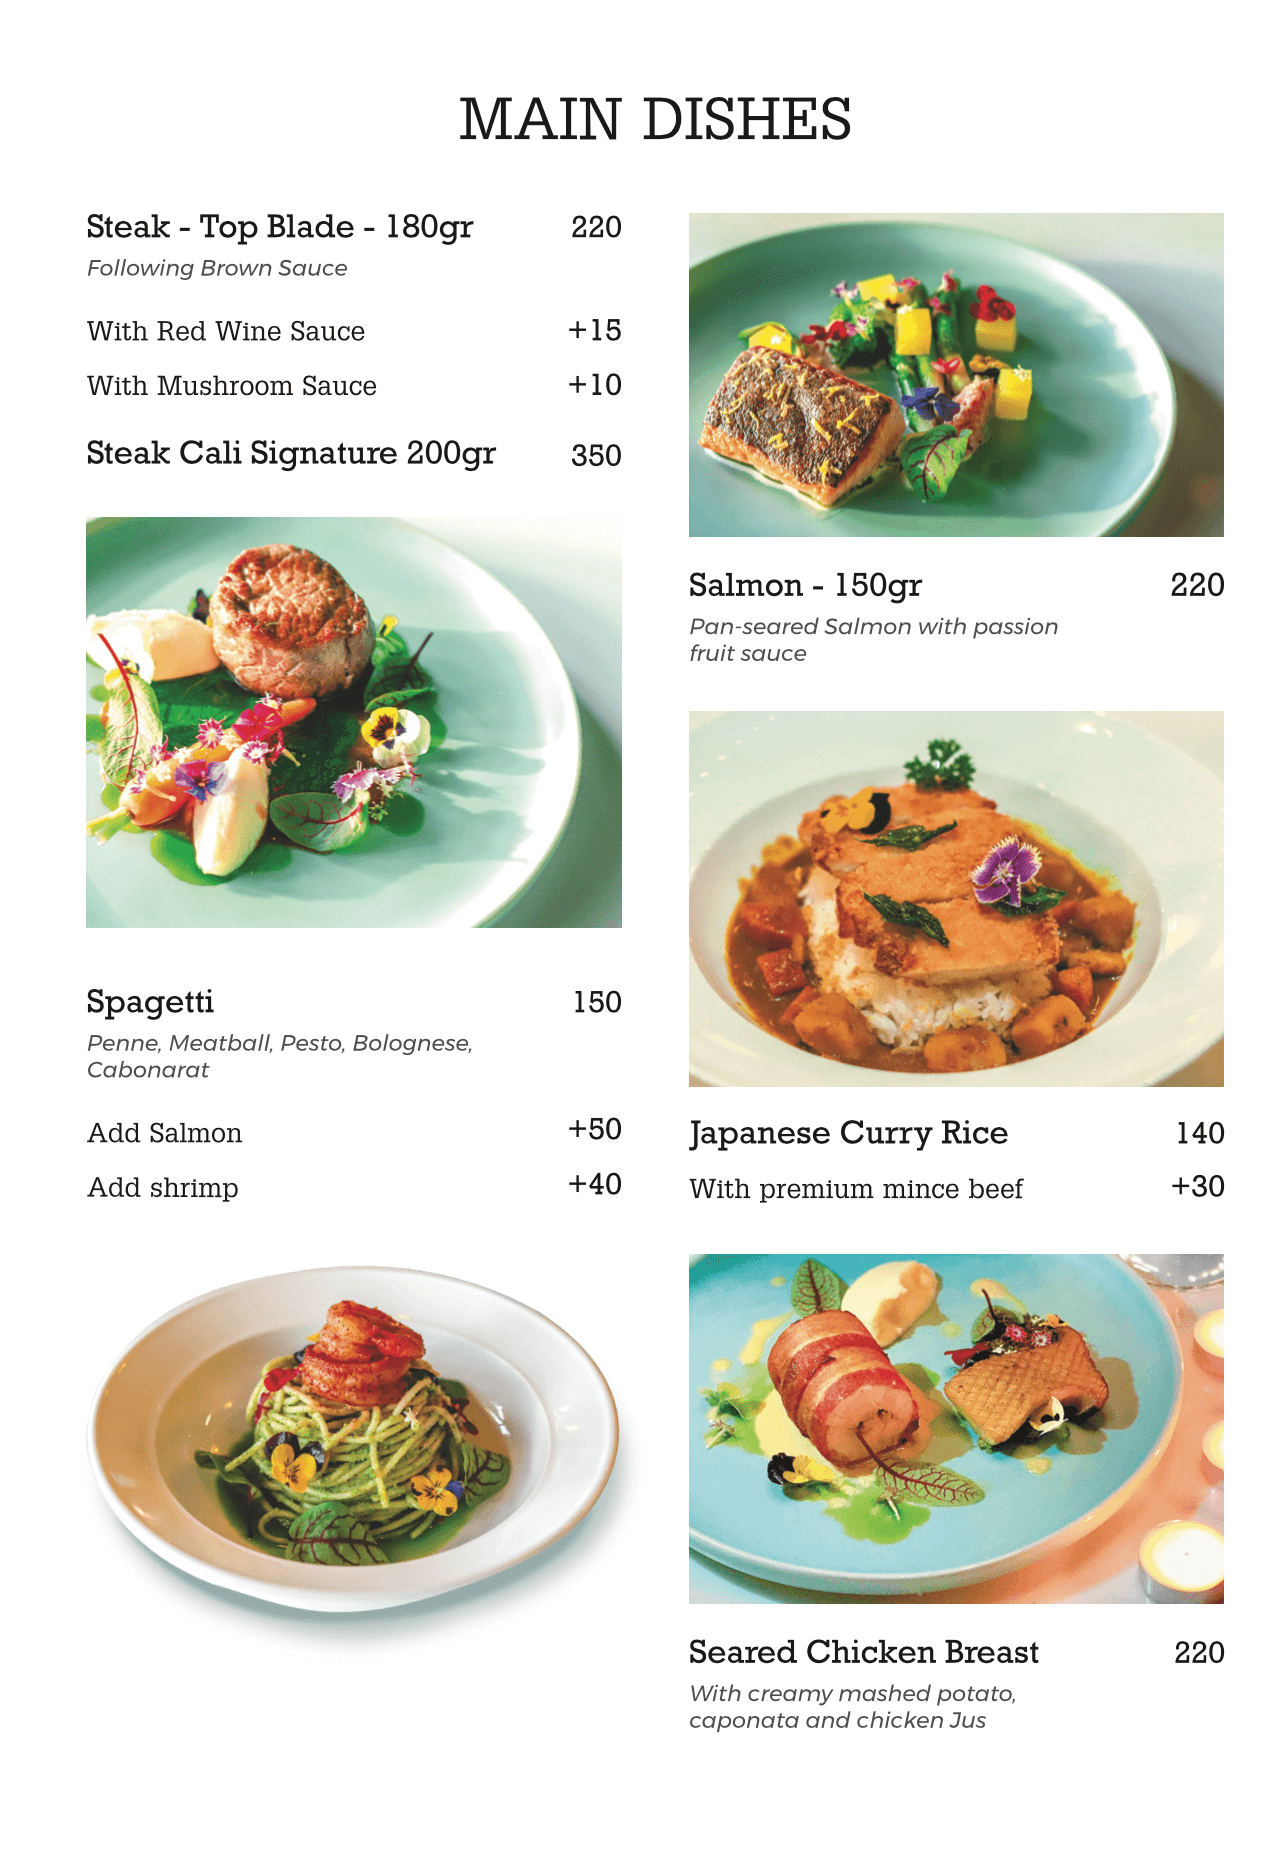 MAIN DISHES
Steak - Top Blade - 180gr 220
Following Brown Sauce
With Red Wine Sauce +15
With Mushroom Sauce +10
Steak Cali Signature 200gr 350
Spagetti 150
Penne, Meatball, Pesto, Bolognese,
Cabonarat
Add Salmon +50
Add shrimp +40
Salmon - 150gr 220
Pan-seared Salmon with passion
fruit sauce
Japanese Curry Rice 140
With premium mince beef +30
Seared Chicken Breast 220
With creamy mashed potato,
caponata and chicken Jus